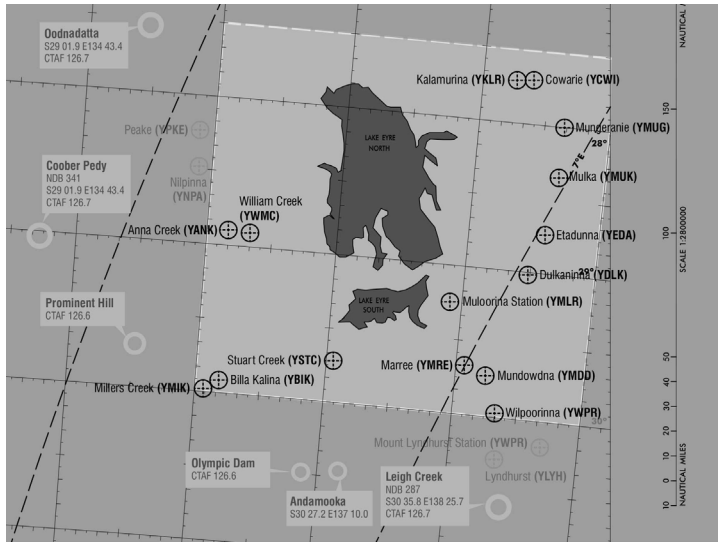 Oodnadatta
S29 01.9 E134 43.4
CTAF 126.7
NAUTICAL
Kalamurina (YKLR)
Cowarie (YCWI)
150
Peake (YPKE)
Mungeranie (YMUG)
28°
7°E
Coober Pedy
NDB 341
S29 01.9 E134 43.4
CTAF 126.7
LAKE EYRE
NORTH
Nilpinna
(YNPA)
Mulka (YMUK)
William Creek
(YWMC)
Anna Creek (YANK)
Etadunna (YEDA)
100
SCALE 1:2800000
Dulkaninna (YDLK)
29°
Prominent Hill
CTAF 126.6
LAKE EYRE
SOUTH
Muloorina Station (YMLR)
Stuart Creek (YSTC)
Marree (YMRE)
50
Billa Kalina (YBIK)
Mundowdna (YMDD)
40
Millers Creek (YMIK)
30
Wilpoorinna (YWPR)
30°
20
Mount Lyndhurst Station (YWPR)
10
Olympic Dam
CTAF 126.6
Lyndhurst (YLYH)
Leigh Creek
NDB 287
S30 35.8 E138 25.7
CTAF 126.7
0
Andamooka
S30 27.2 E137 10.0
10
NAUTICAL MILES